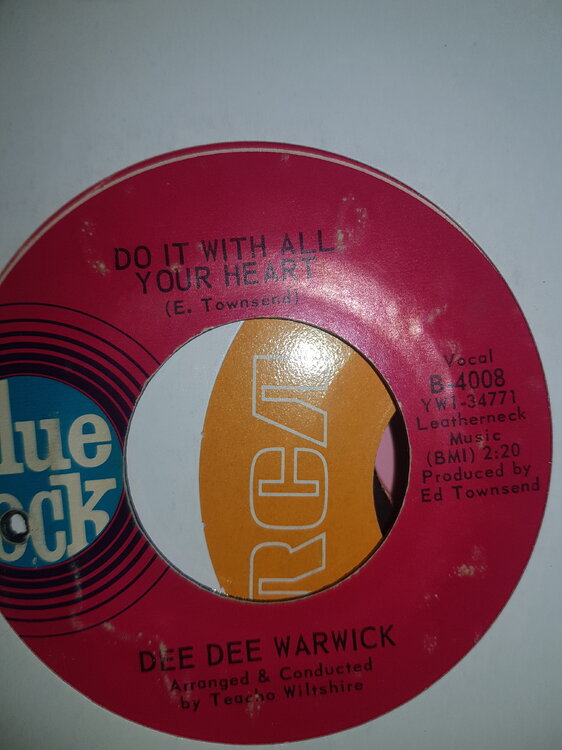 DO IT WITH ALL
YOUR HEART
(E. Townsend)
Vocal
B-4008
YW1-34771
Leatherneck
Music
(BMI) 2:20
Produced by
Ed Townsend
lue
ock
RCA
DEE DEE WARWICK
Arranged & Conducted
by Teacho Wiltshire